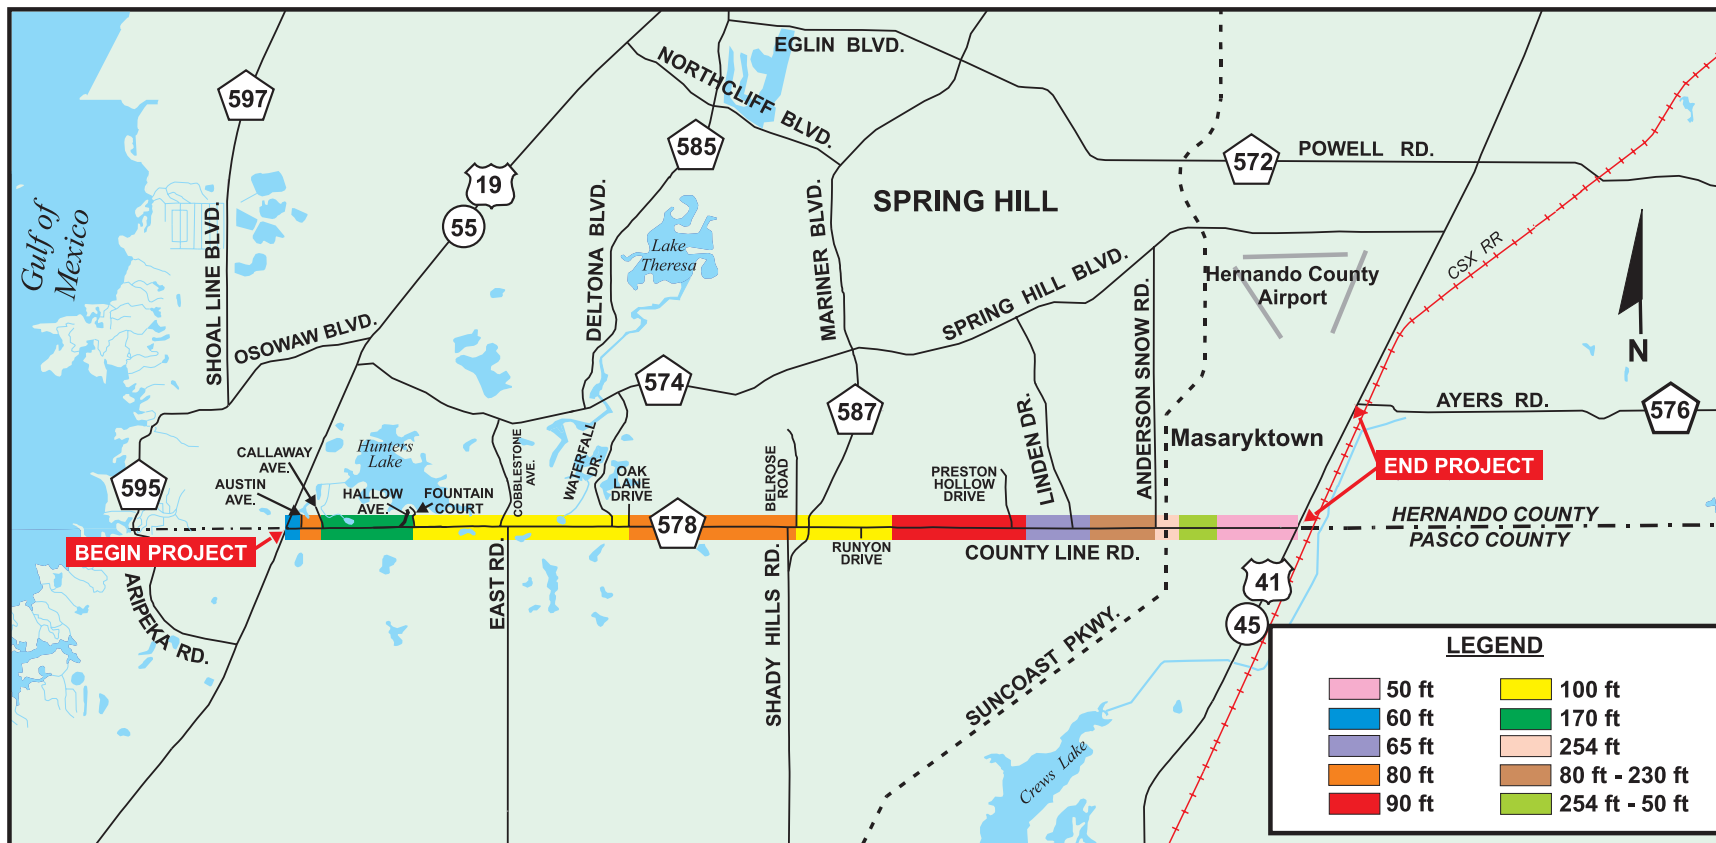 EGLIN BLVD.
NORTHCLIFF BLVD.
597
585
572
POWELL RD.
19
55
SPRING HILL
Gulf of
Mexico
SHOAL LINE BLVD.
DELTONA BLVD.
MARINER BLVD.
Lake
Theresa
CSX RR
Hernando County
Airport
SPRING HILL BLVD.
ANDERSON SNOW RD.
OSOWAW BLVD.
N
574
587
AYERS RD.
576
LINDEN DR.
Masaryktown
Hunters
Lake
COBBLESTONE
AVE.
WATERFALL
DR.
BELROSE
ROAD
CALLAWAY
AVE.
AUSTIN
AVE.
HALLOW
AVE.
FOUNTAIN
COURT
OAK
LANE
DRIVE
PRESTON
HOLLOW
DRIVE
END PROJECT
595
578
HERNANDO COUNTY
PASCO COUNTY
BEGIN PROJECT
RUNYON
DRIVE
COUNTY LINE RD.
ARIPEKA RD.
EAST RD.
SHADY HILLS RD.
SUNCOAST PKWY.
41
45
Crews Lake
LEGEND
50 ft
60 ft
65 ft
80 ft
90 ft
100 ft
170 ft
254 ft
80 ft - 230 ft
254 ft - 50 ft